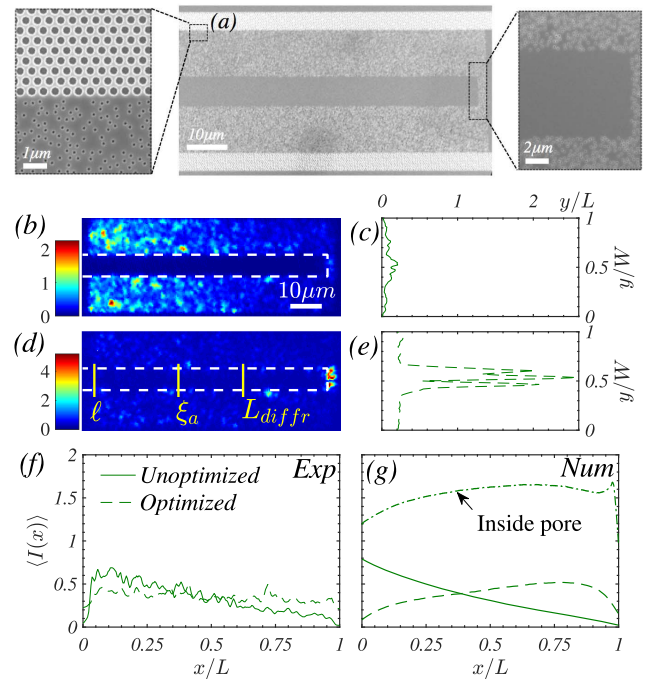 (a)
1μm
10μm
2μm
0 1 2 y/L
(b)
2
1
0
10μm
(c)
1
0.5
0
y/W
(d)
4
2
0
ℓ
ξa
Ldiffr
(e)
1
0.5
0
y/W
(f)
2
1.5
1
0.5
0
⟨I(x)⟩
Unoptimized
Optimized
Exp
0 0.25 0.5 0.75 1
x/L
(g)
Num
Inside pore
0 0.25 0.5 0.75 1
x/L